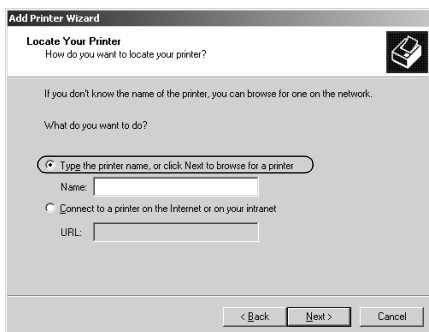 Add Printer Wizard
Locate Your Printer
How do you want to locate your printer?
If you don't know the name of the printer, you can browse for one on the network.
What do you want to do?
Type the printer name, or click Next to browse for a printer
Name:
Connect to a printer on the Internet or on your intranet
URL:
< Back
Next >
Cancel